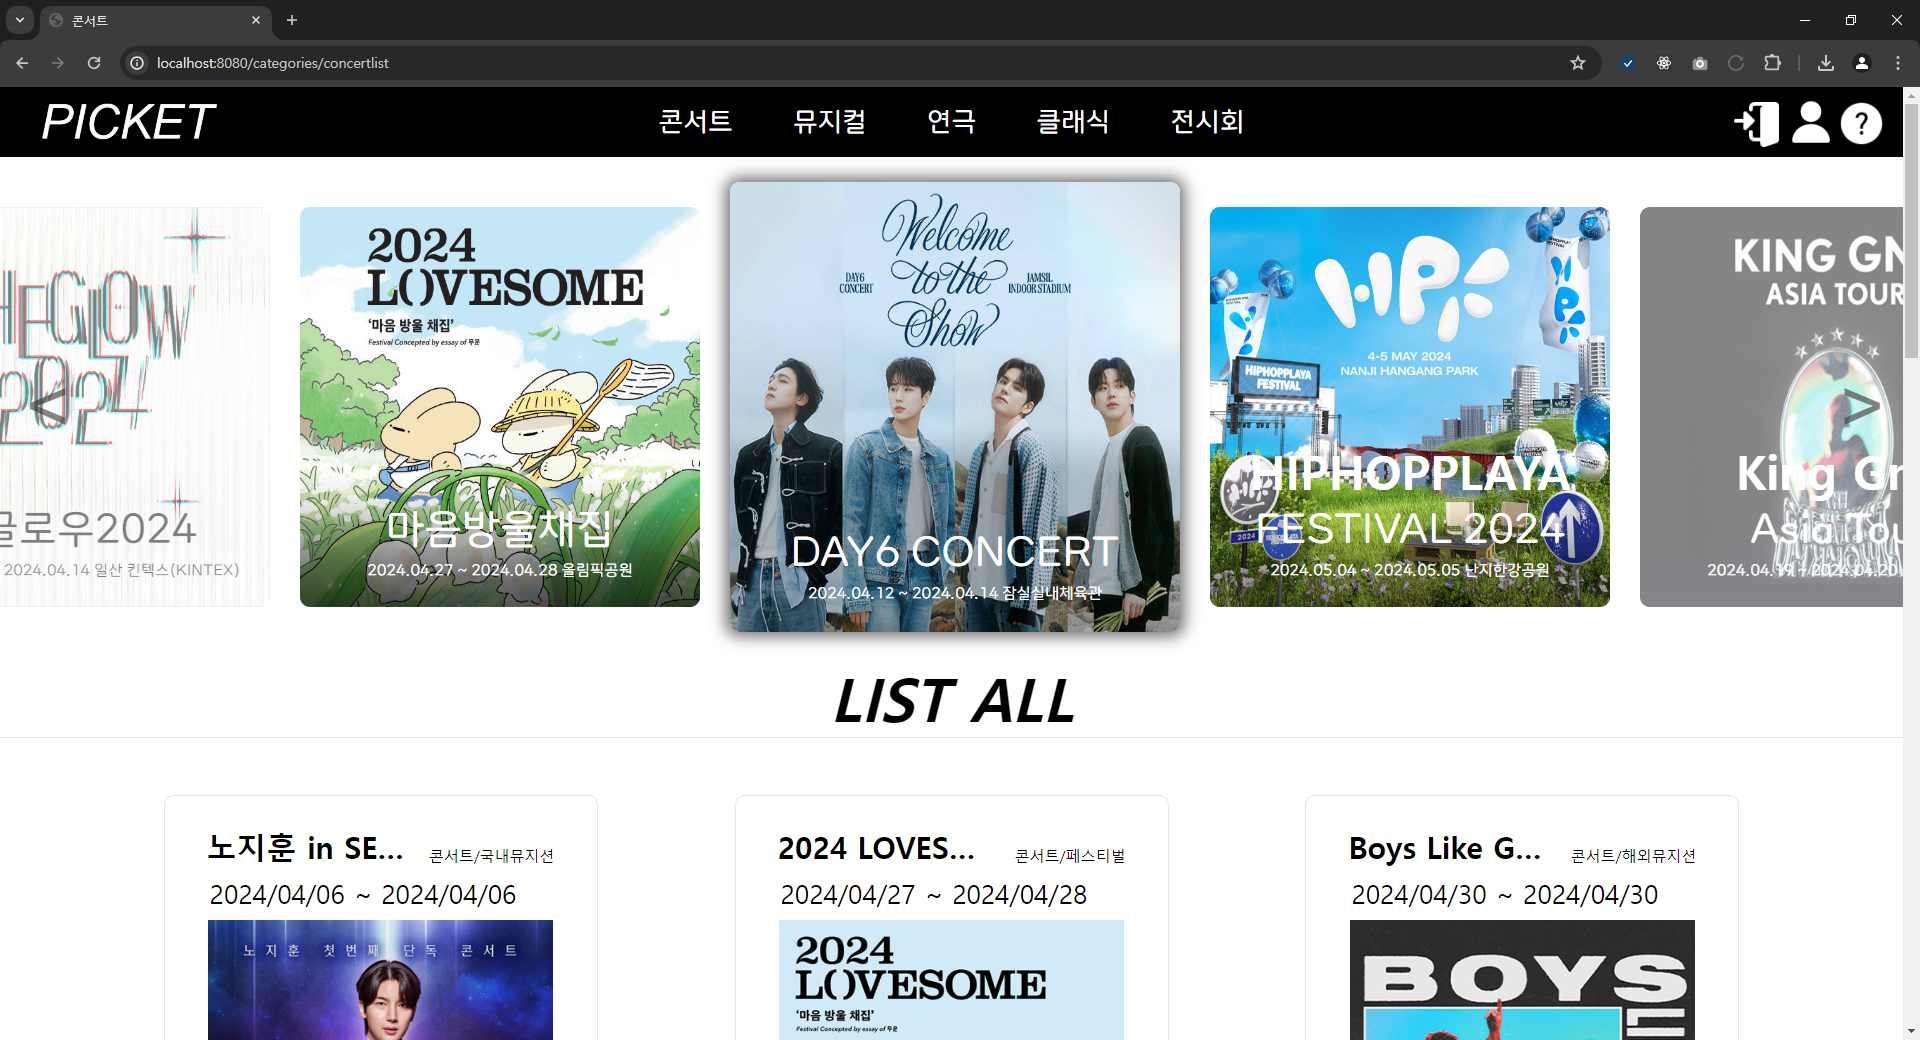 콘서트
localhost:8080/categories/concertlist
PICKET
콘서트 뮤지컬 연극 클래식 전시회
?
HEGLOW
2024
글로우2024
2024.04.14 일산 킨텍스(KINTEX)
<
2024
LOVESOME
‘마음 방울 채집’
Festival Concepted by essay of 두운
마음방울채집
2024.04.27 ~ 2024.04.28 올림픽공원
Welcome
to the
Show
DAY6
CONCERT
JAMSIL
INDOOR STADIUM
DAY6 CONCERT
2024.04.12 ~ 2024.04.14 잠실실내체육관
HPF
4-5 MAY 2024
NANJI HANGANG PARK
HIPHOPPLAYA
FESTIVAL
HIPHOPPLAYA
FESTIVAL 2024
2024.05.04 ~ 2024.05.05 난지한강공원
2024
KING GN
ASIA TOUR
King Gn
Asia Tou
2024.04.19 ~ 2024.04.20
>
LIST ALL
노지훈 in SE... 콘서트/국내뮤지션
2024/04/06 ~ 2024/04/06
노지훈 첫번째 단독 콘서트
2024 LOVES... 콘서트/페스티벌
2024/04/27 ~ 2024/04/28
2024
LOVESOME
‘마음 방울 채집’
Festival Concepted by essay of 두운
Boys Like G... 콘서트/해외뮤지션
2024/04/30 ~ 2024/04/30
BOYS